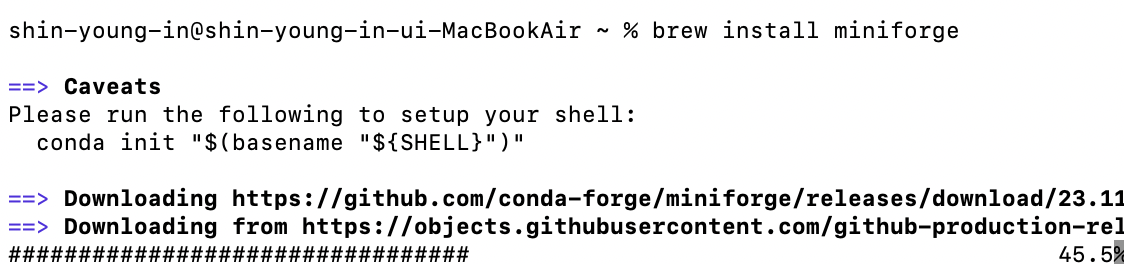 shin-young-in@shin-young-in-ui-MacBookAir ~ % brew install miniforge
==> Caveats
Please run the following to setup your shell:
  conda init "$(basename "${SHELL}")"
==> Downloading https://github.com/conda-forge/miniforge/releases/download/23.11
==> Downloading from https://objects.githubusercontent.com/github-production-rel
################################# 45.5%